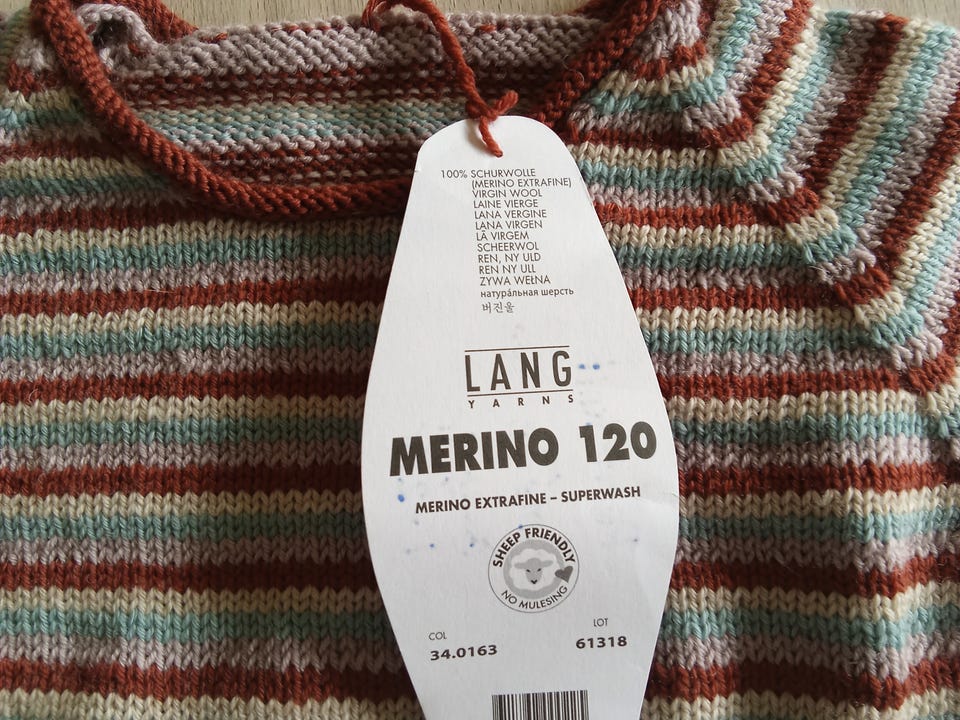 100% SCHURWOLLE
(MERINO EXTRAFINE)
VIRGIN WOOL
LAINE VIERGE
LANA VERGINE
LANA VIRGEN
LÃ VIRGEM
SCHEERWOL
REN, NY ULD
REN NY ULL
ZYWA WEŁNA
натура́льная шерсть
버진울
LANG
YARNS
MERINO 120
MERINO EXTRAFINE – SUPERWASH
SHEEP FRIENDLY
NO MULESING
COL
34.0163
LOT
61318